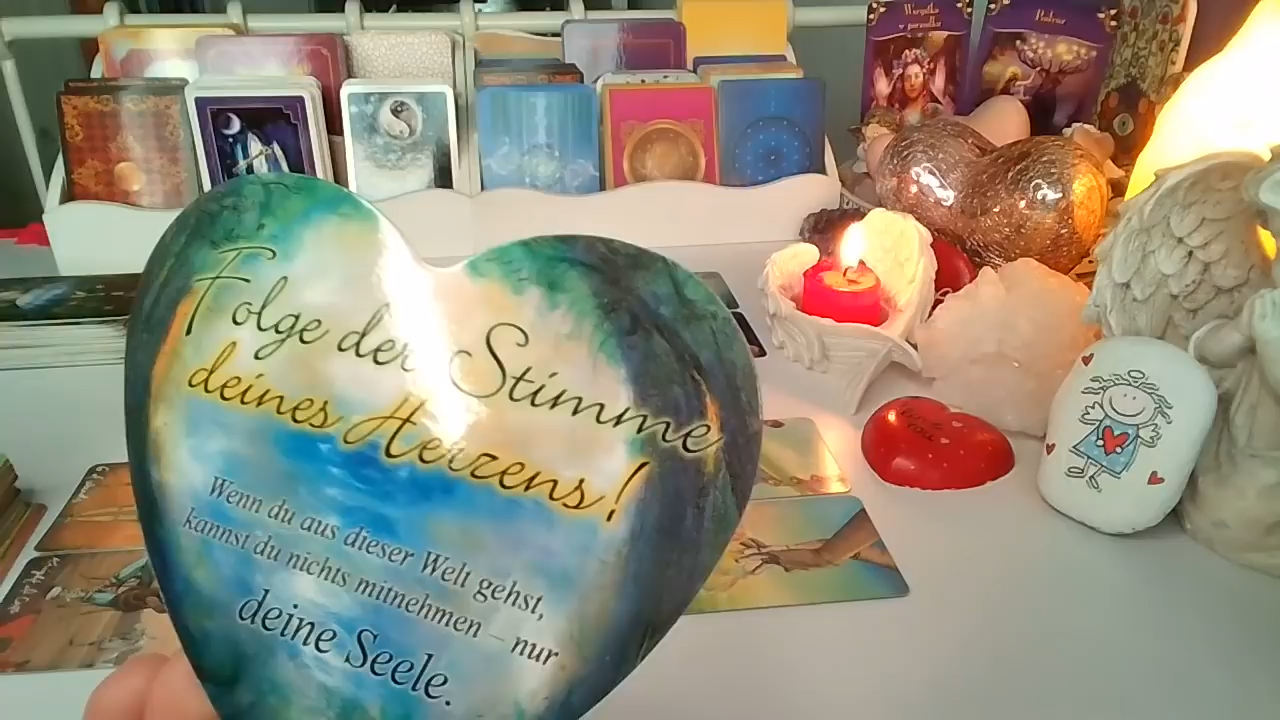 Folge der Stimme
deines Herzens!
Wenn du aus dieser Welt gehst,
kannst du nichts mitnehmen – nur
deine Seele.